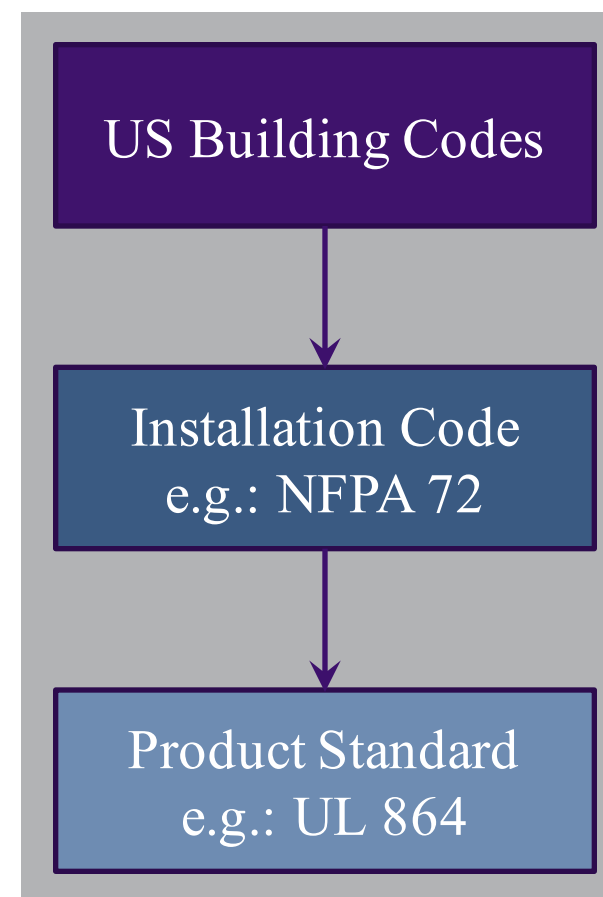 US Building Codes
Installation Code
e.g.: NFPA 72
Product Standard
e.g.: UL 864